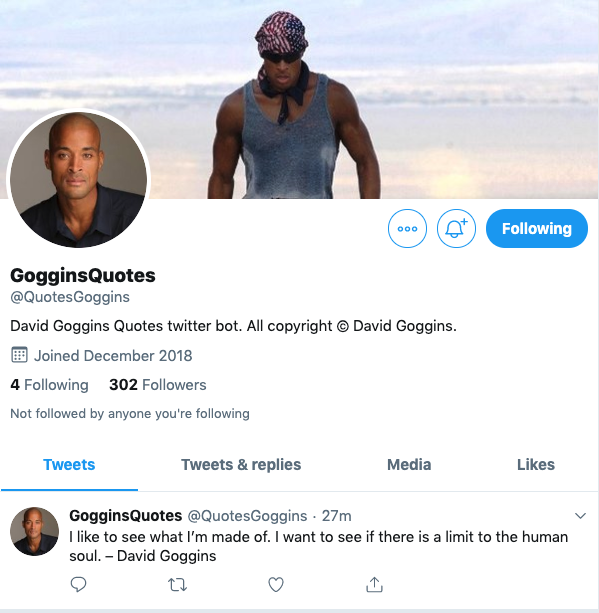 Following
GogginsQuotes
@QuotesGoggins
David Goggins Quotes twitter bot. All copyright © David Goggins.
Joined December 2018
4 Following 302 Followers
Not followed by anyone you're following
Tweets Tweets & replies Media Likes
GogginsQuotes @QuotesGoggins · 27m
I like to see what I’m made of. I want to see if there is a limit to the human
soul. – David Goggins